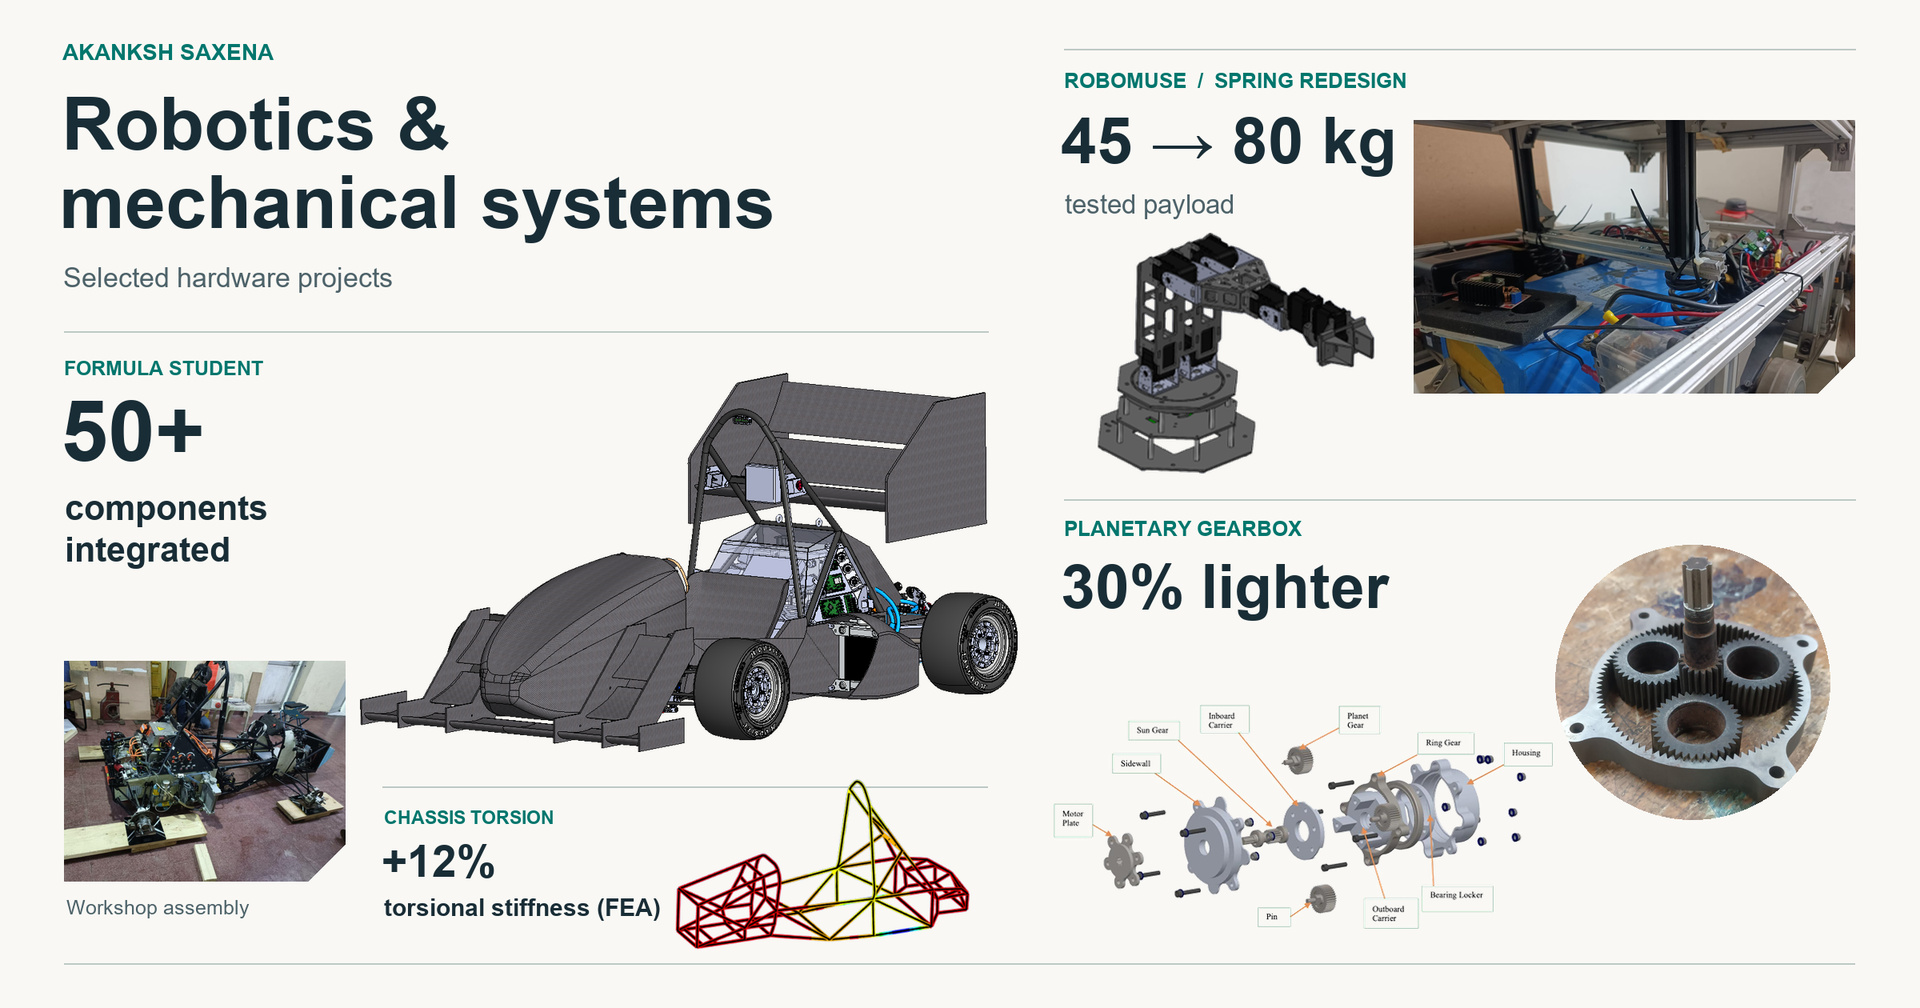 AKANKSH SAXENA
Robotics &
mechanical systems
Selected hardware projects
FORMULA STUDENT
50+
components
integrated
Workshop assembly
CHASSIS TORSION
+12%
torsional stiffness (FEA)
ROBOMUSE / SPRING REDESIGN
45 → 80 kg
tested payload
PLANETARY GEARBOX
30% lighter
Inboard
Carrier
Planet
Gear
Sun Gear
Ring Gear
Housing
Sidewall
Motor
Plate
Bearing Locker
Outboard
Carrier
Pin